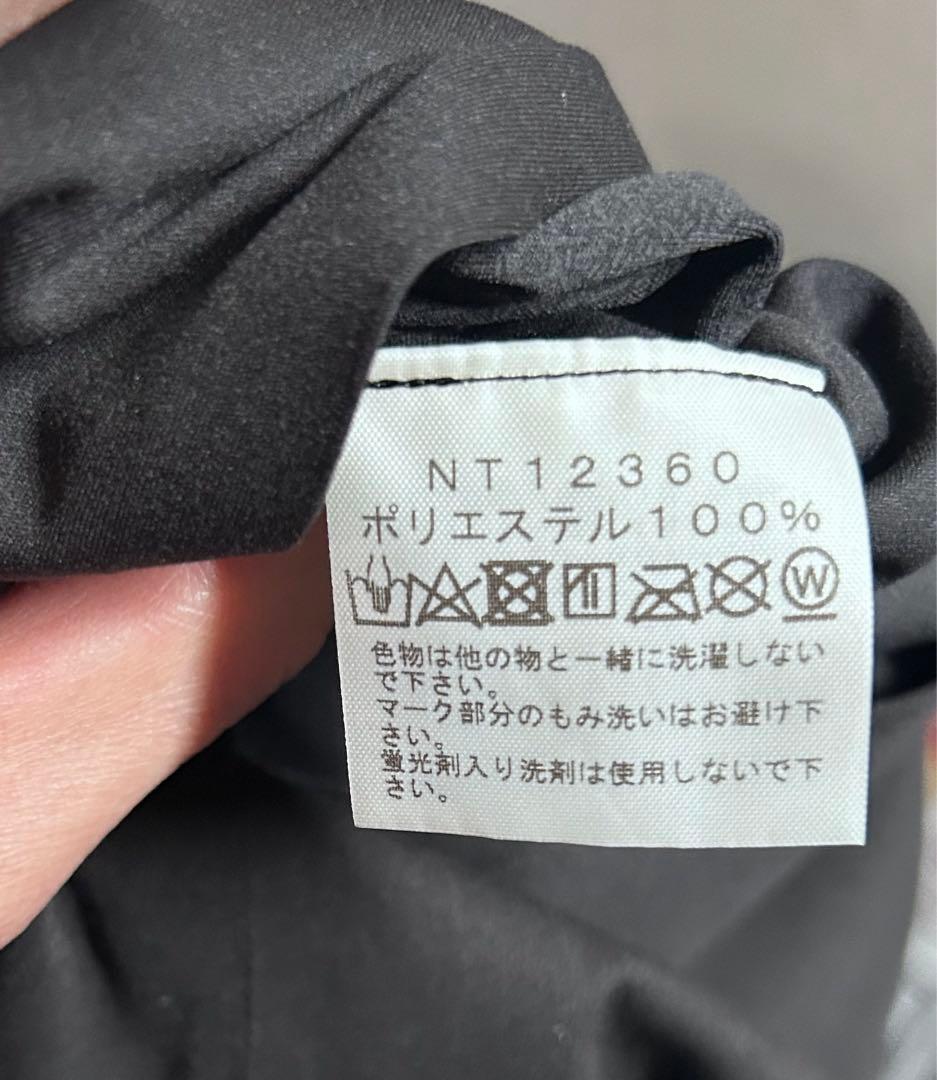 NT12360
ポリエステル100%
W
色物は他の物と一緒に洗濯しない
で下さい。
マーク部分のもみ洗いはお避け下
さい。
蛍光剤入り洗剤は使用しないで下
さい。